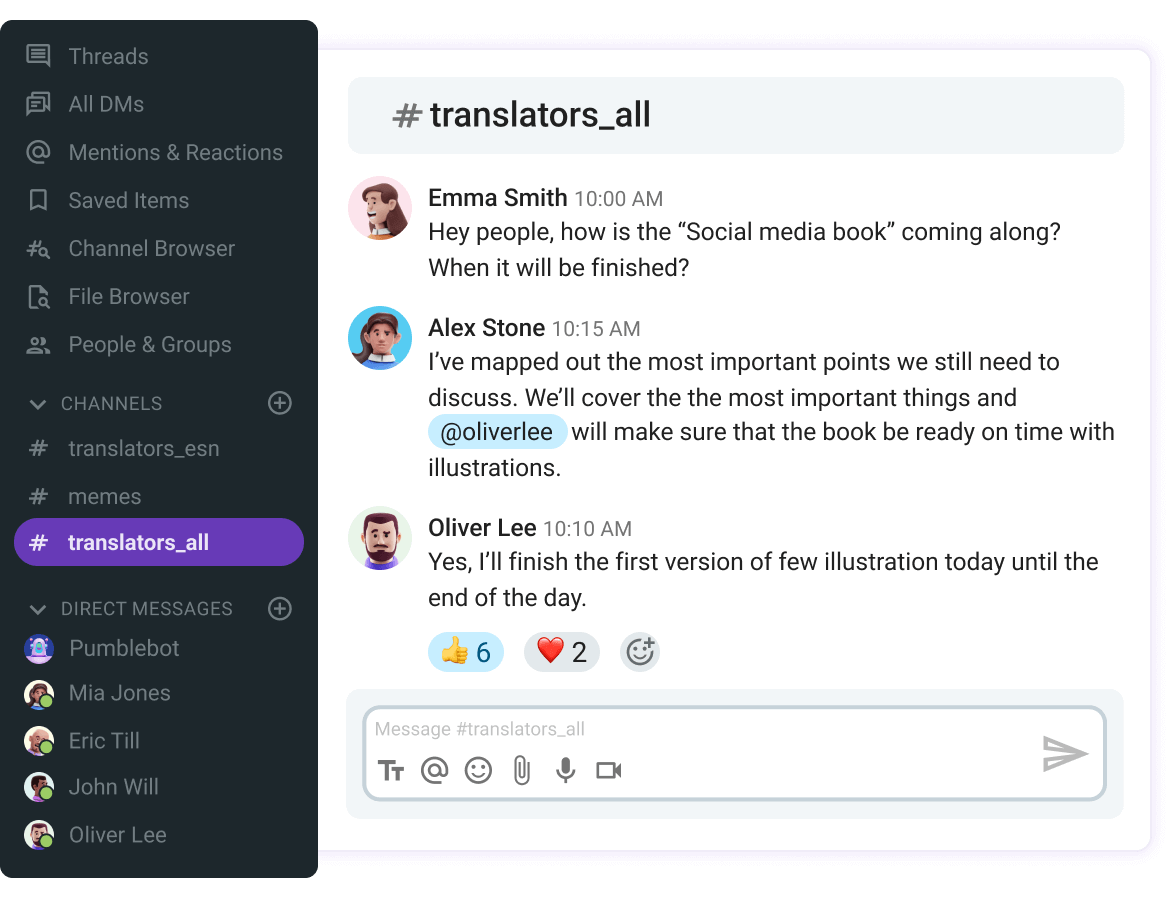 Threads
All DMs
Mentions & Reactions
Saved Items
Channel Browser
File Browser
People & Groups
CHANNELS
# translators_esn
# memes
# translators_all
DIRECT MESSAGES
Pumblebot
Mia Jones
Eric Till
John Will
Oliver Lee
# translators_all
Emma Smith 10:00 AM
Hey people, how is the “Social media book” coming along?
When it will be finished?
Alex Stone 10:15 AM
I’ve mapped out the most important points we still need to
discuss. We’ll cover the the most important things and
@oliverlee will make sure that the book be ready on time with
illustrations.
Oliver Lee 10:10 AM
Yes, I’ll finish the first version of few illustration today until the
end of the day.
👍 6 ❤️ 2
Message #translators_all